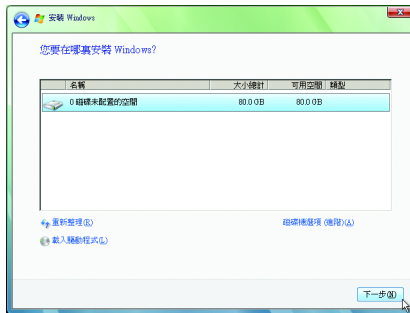 安裝 Windows
您要在哪裏安裝 Windows?
名稱 大小總計 可用空間 類型
0 磁碟未配置的空間 80.0 GB 80.0 GB
重新整理(R) 磁碟機選項 (進階)(A)
載入驅動程式(L)
下一步(N)